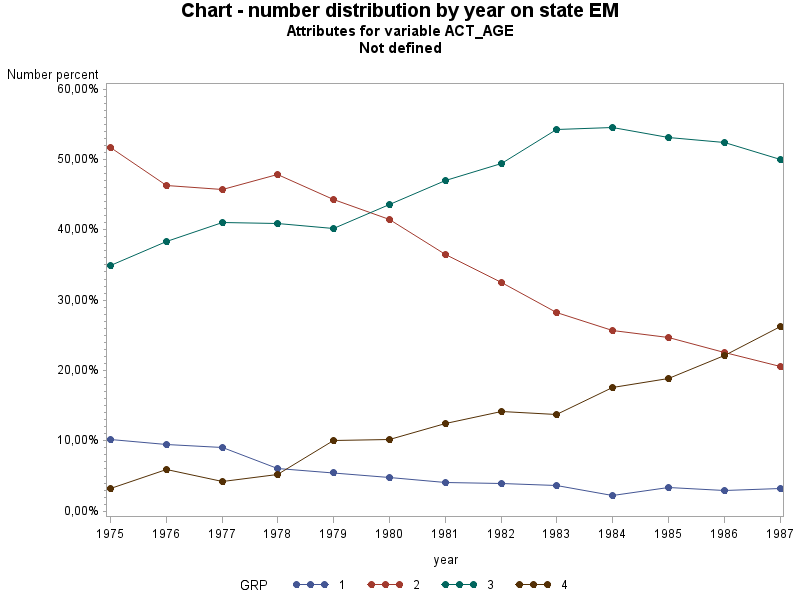 Chart - number distribution by year on state EM
Attributes for variable ACT_AGE
Not defined
Number percent
60,00%
50,00%
40,00%
30,00%
20,00%
10,00%
0,00%
1975 1976 1977 1978 1979 1980 1981 1982 1983 1984 1985 1986 1987
year
GRP 1 2 3 4